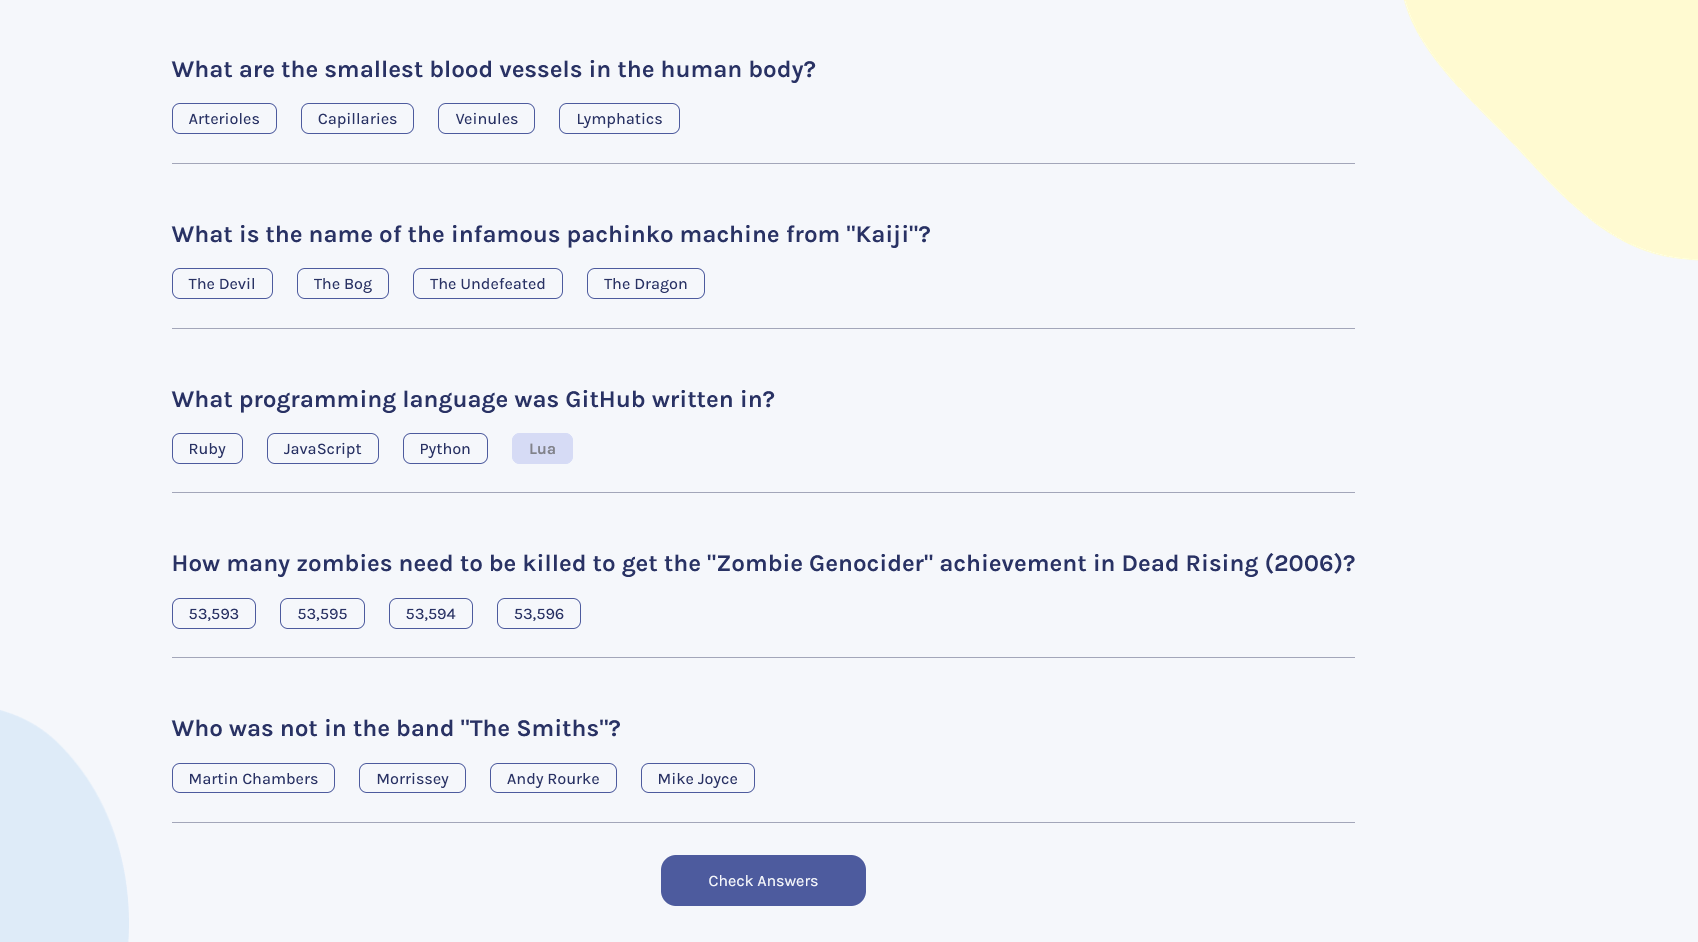 What are the smallest blood vessels in the human body?
Arterioles Capillaries Veinules Lymphatics
What is the name of the infamous pachinko machine from "Kaiji"?
The Devil The Bog The Undefeated The Dragon
What programming language was GitHub written in?
Ruby JavaScript Python Lua
How many zombies need to be killed to get the "Zombie Genocider" achievement in Dead Rising (2006)?
53,593 53,595 53,594 53,596
Who was not in the band "The Smiths"?
Martin Chambers Morrissey Andy Rourke Mike Joyce
Check Answers